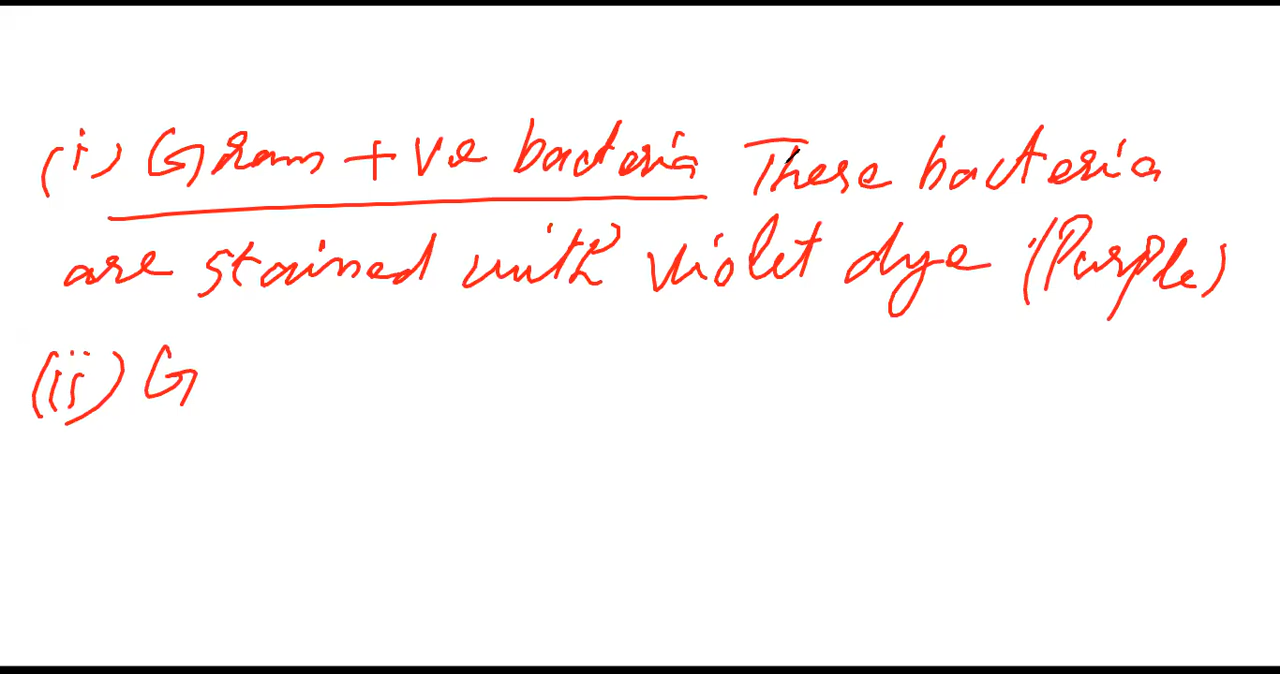 (i) Gram +ve bacteria These bacteria
are stained with violet dye (Purple)
(ii) G